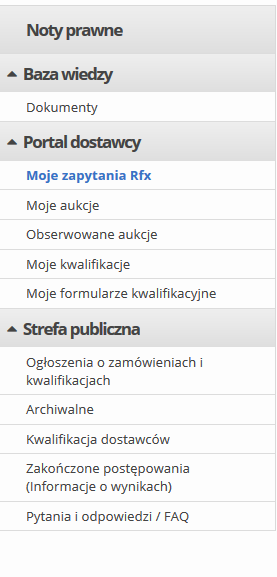 Noty prawne
Baza wiedzy
Dokumenty
Portal dostawcy
Moje zapytania Rfx
Moje aukcje
Obserwowane aukcje
Moje kwalifikacje
Moje formularze kwalifikacyjne
Strefa publiczna
Ogłoszenia o zamówieniach i
kwalifikacjach
Archiwalne
Kwalifikacja dostawców
Zakończone postępowania
(Informacje o wynikach)
Pytania i odpowiedzi / FAQ